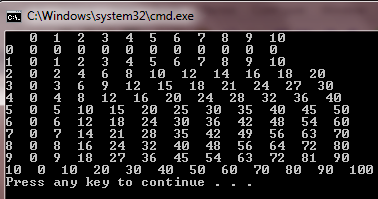 C:\Windows\system32\cmd.exe
0 1 2 3 4 5 6 7 8 9 10
0 0 0 0 0 0 0 0 0 0 0 0
1 0 1 2 3 4 5 6 7 8 9 10
2 0 2 4 6 8 10 12 14 16 18 20
3 0 3 6 9 12 15 18 21 24 27 30
4 0 4 8 12 16 20 24 28 32 36 40
5 0 5 10 15 20 25 30 35 40 45 50
6 0 6 12 18 24 30 36 42 48 54 60
7 0 7 14 21 28 35 42 49 56 63 70
8 0 8 16 24 32 40 48 56 64 72 80
9 0 9 18 27 36 45 54 63 72 81 90
10 0 10 20 30 40 50 60 70 80 90 100
Press any key to continue . . .